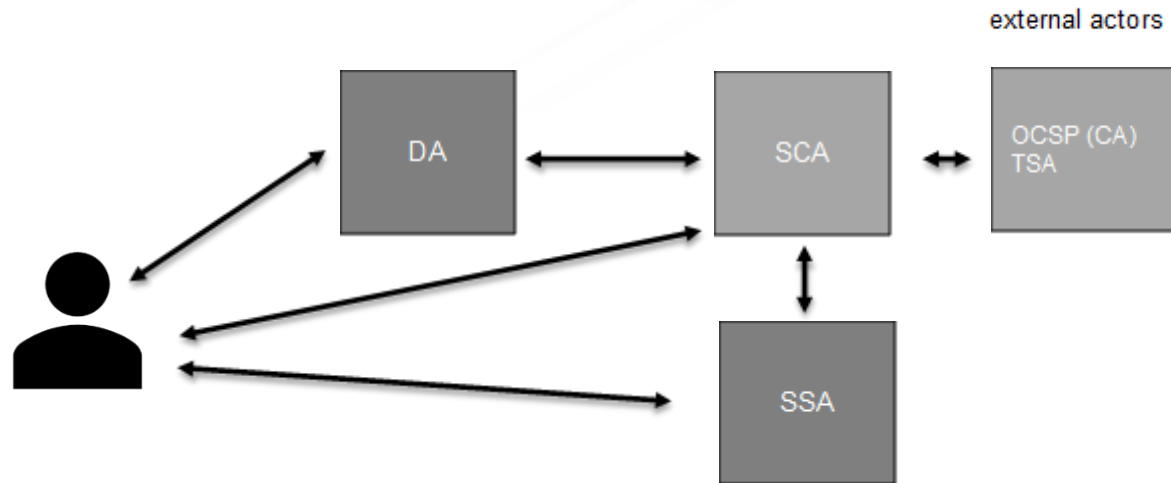 external actors
DA
SCA
OCSP (CA)
TSA
SSA